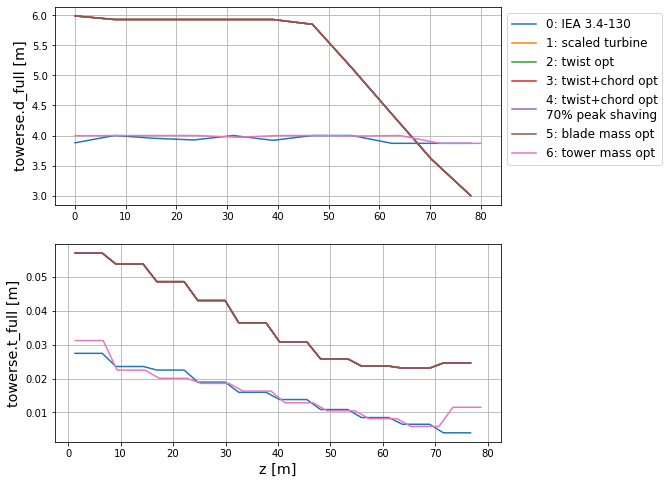 towerse.d_full [m]
6.0
5.5
5.0
4.5
4.0
3.5
3.0
0 10 20 30 40 50 60 70 80
0: IEA 3.4-130
1: scaled turbine
2: twist opt
3: twist+chord opt
4: twist+chord opt
70% peak shaving
5: blade mass opt
6: tower mass opt
towerse.t_full [m]
0.05
0.04
0.03
0.02
0.01
0 10 20 30 40 50 60 70 80
z [m]